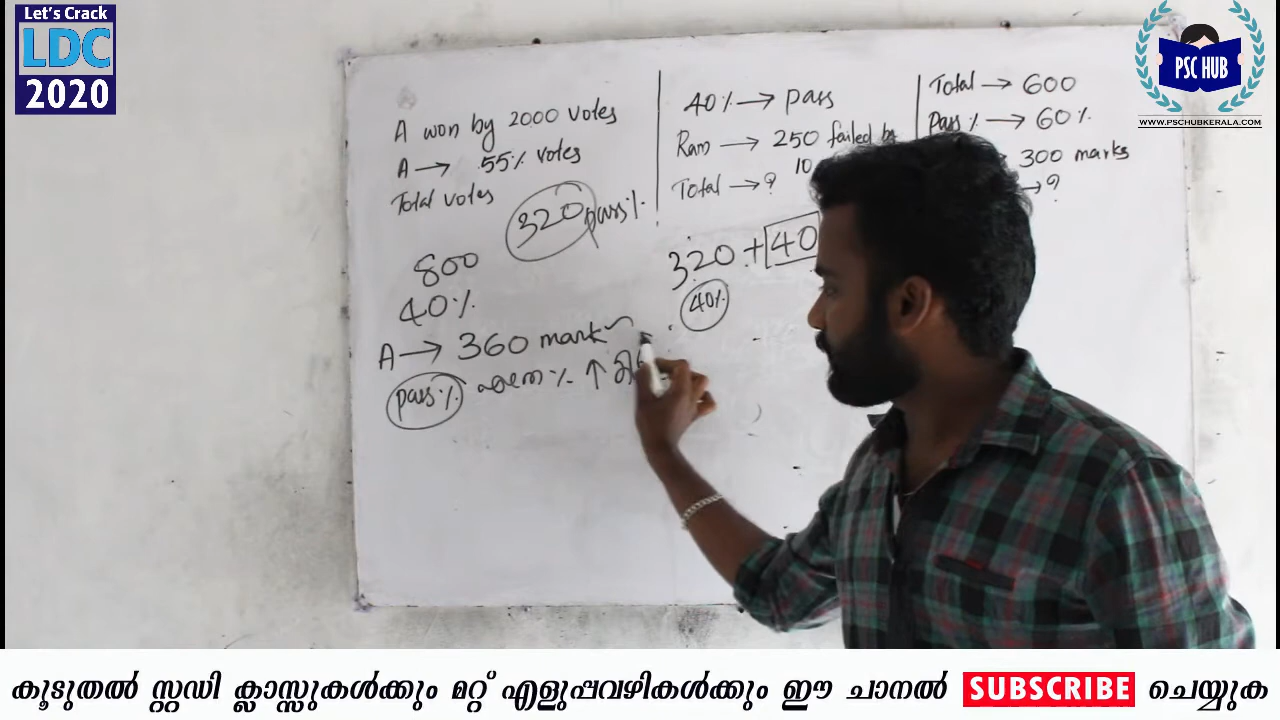 Let's Crack
LDC
2020
PSC HUB
WWW.PSCHUBKERALA.COM
A won by 2000 votes
A → 55% votes
Total votes
320 pass%.
800
40%
A → 360 mark
pass%. എത്ര % ↑
40% → pass
Ram → 250 failed by
10
Total → ?
320 + 40
40%
Total → 600
Pass % → 60%.
300 marks
→ ?
കൂടുതൽ സ്റ്റഡി ക്ലാസ്സുകൾക്കും മറ്റ് എളുപ്പവഴികൾക്കും ഈ ചാനൽ SUBSCRIBE ചെയ്യുക